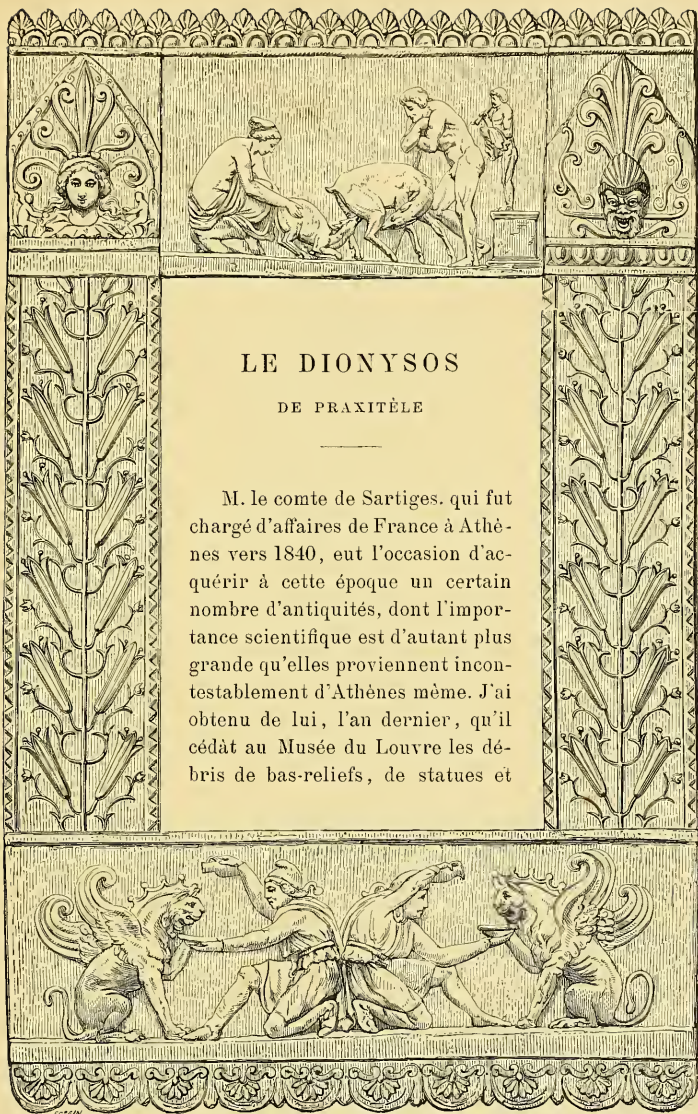 LE DIONYSOS
DE PRAXITÈLE
M. le comte de Sartiges. qui fut
chargé d'affaires de France à Athè-
nes vers 1840, eut l'occasion d'ac-
quérir à cette époque un certain
nombre d'antiquités, dont l'impor-
tance scientifique est d'autant plus
grande qu'elles proviennent incon-
testablement d'Athènes même. J'ai
obtenu de lui, l'an dernier, qu'il
cédât au Musée du Louvre les dé-
bris de bas-reliefs, de statues et